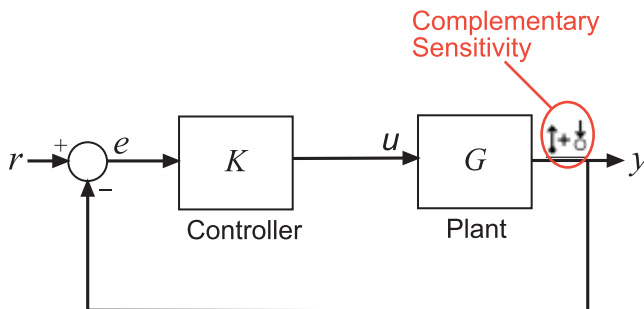 Complementary
Sensitivity
r
+
e
K
u
G
+
y
−
Controller
Plant